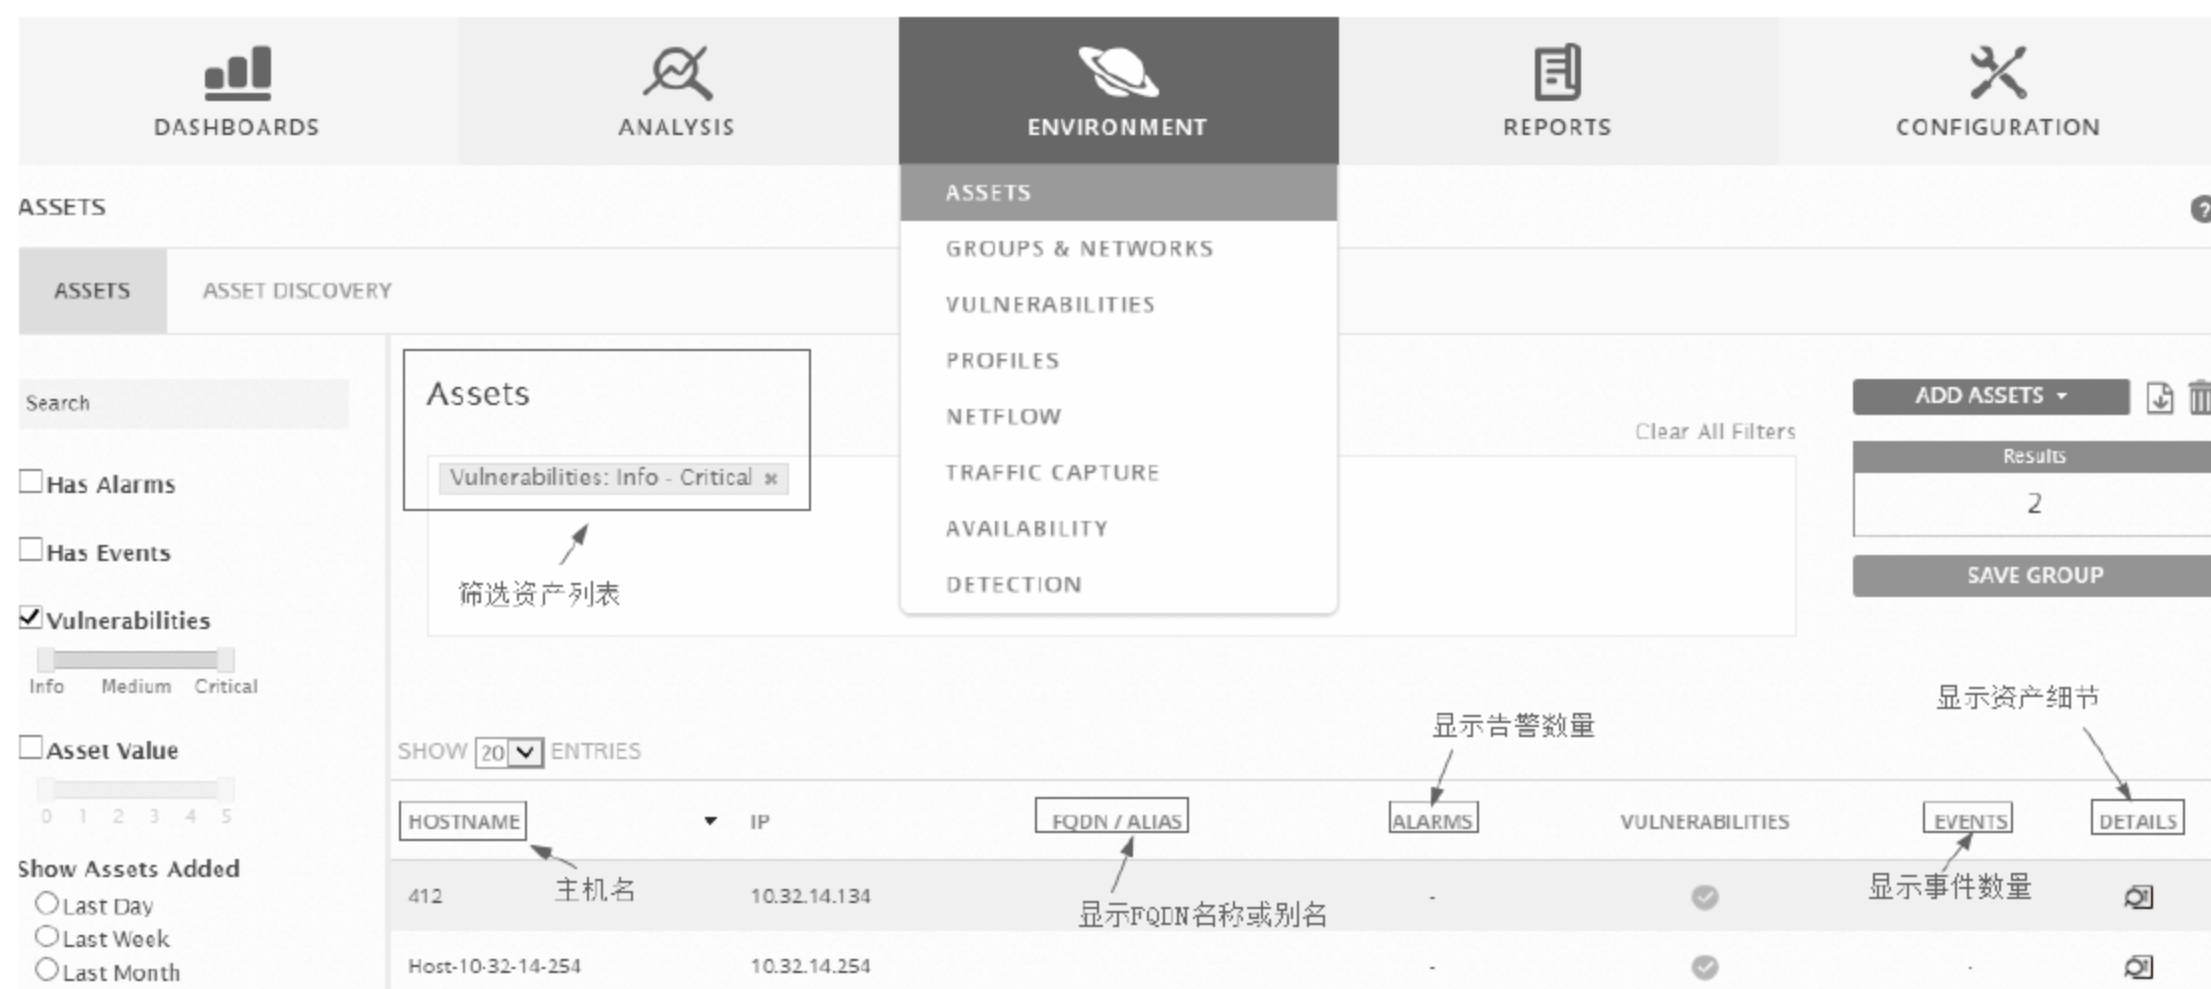 DASHBOARDS ANALYSIS ENVIRONMENT REPORTS CONFIGURATION
ASSETS
ASSETS ASSET DISCOVERY
ASSETS
GROUPS & NETWORKS
VULNERABILITIES
PROFILES
NETFLOW
TRAFFIC CAPTURE
AVAILABILITY
DETECTION
Search
Has Alarms
Has Events
Vulnerabilities
Info Medium Critical
Asset Value
0 1 2 3 4 5
Show Assets Added
Last Day
Last Week
Last Month
Assets
Vulnerabilities: Info - Critical ×
筛选资产列表
Clear All Filters
ADD ASSETS
Results
2
SAVE GROUP
SHOW 20 ENTRIES
显示告警数量
显示资产细节
HOSTNAME IP FQDN / ALIAS ALARMS VULNERABILITIES EVENTS DETAILS
主机名
显示FQDN名称或别名
显示事件数量
412 10.32.14.134 -
Host-10-32-14-254 10.32.14.254 - -